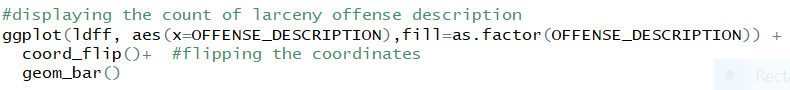 #displaying the count of larceny offense description
ggplot(ldff, aes(x=OFFENSE_DESCRIPTION),fill=as.factor(OFFENSE_DESCRIPTION)) +
  coord_flip()+  #flipping the coordinates
  geom_bar()